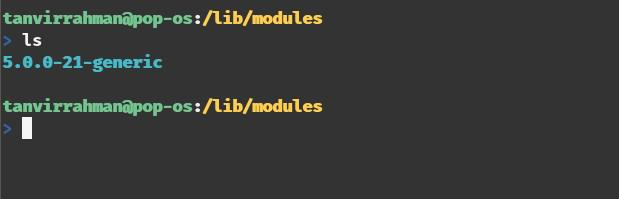 tanvirrahman@pop-os:/lib/modules
> ls
5.0.0-21-generic
tanvirrahman@pop-os:/lib/modules
>